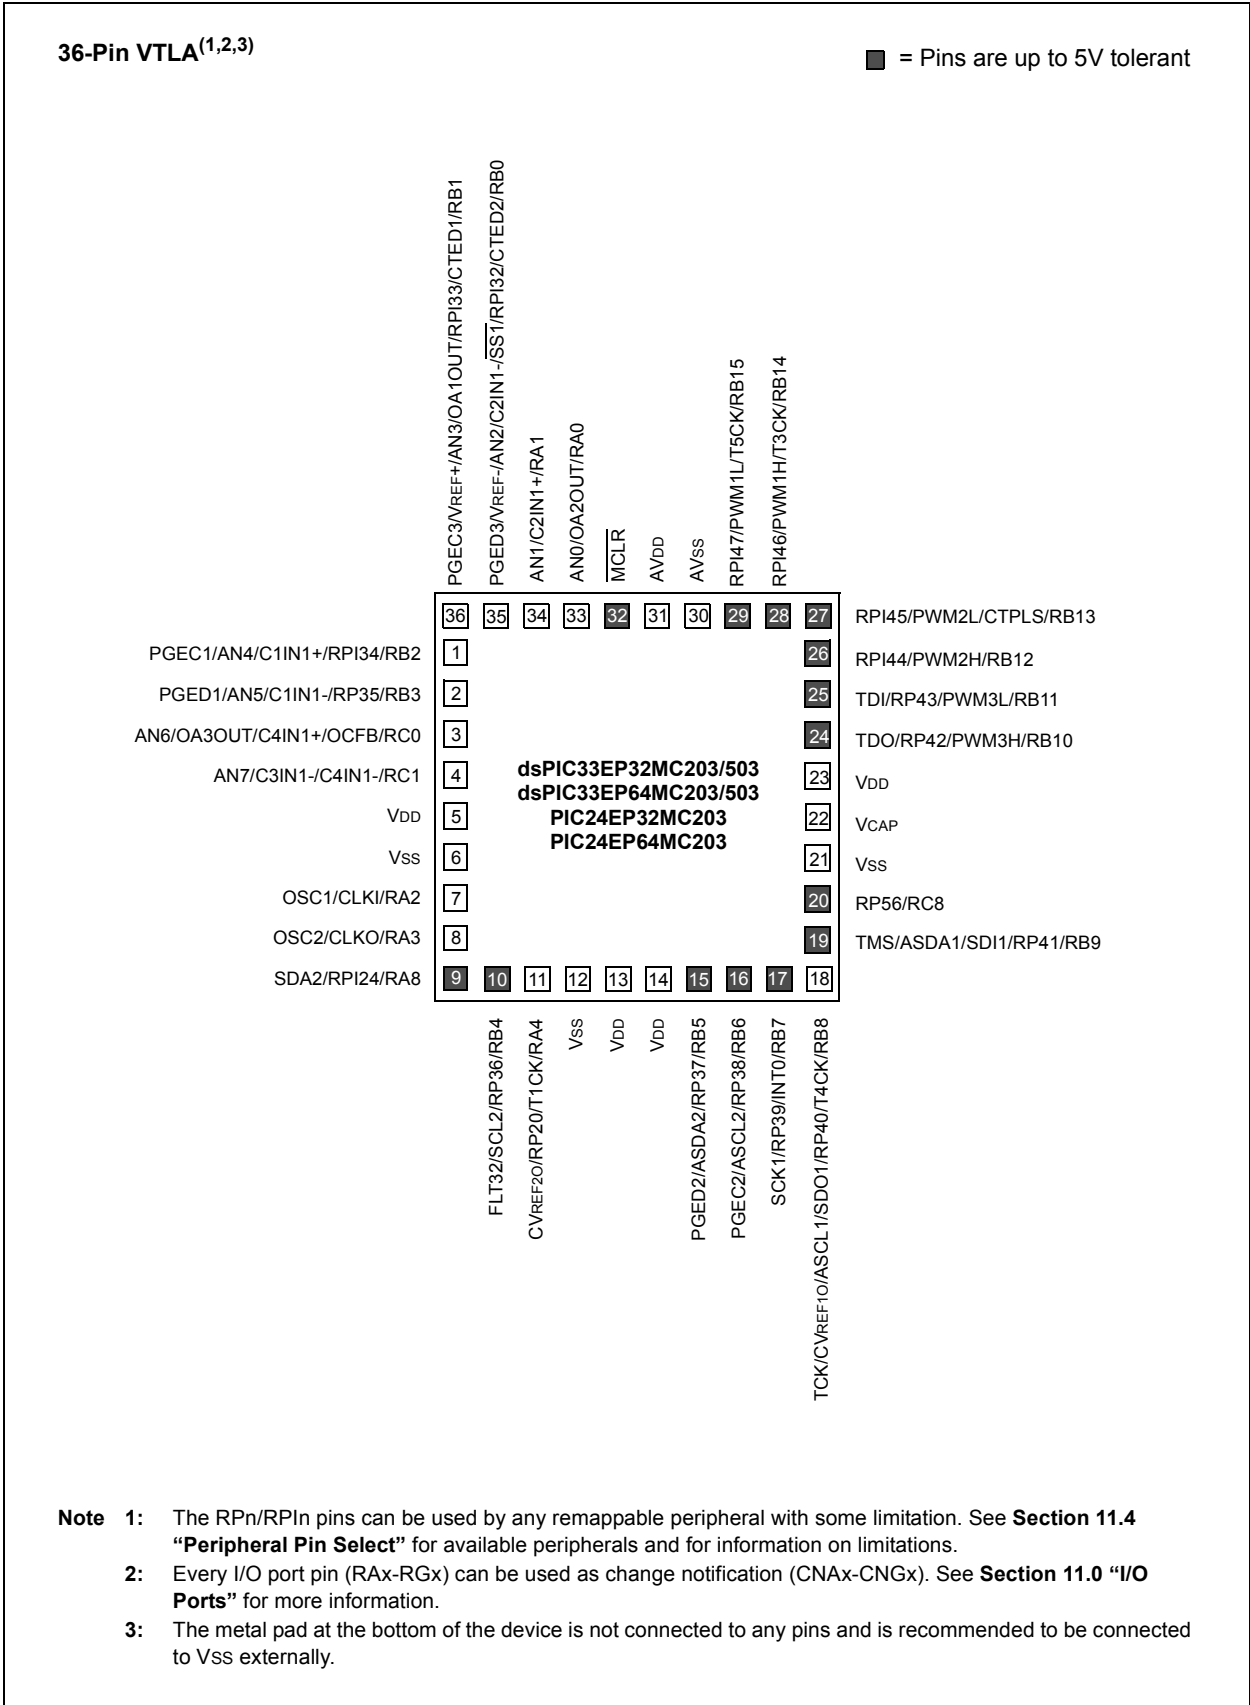 36-Pin VTLA(1,2,3)
= Pins are up to 5V tolerant
PGEC3/VREF+/AN3/OA1OUT/RPI33/CTED1/RB1
PGED3/VREF-/AN2/C2IN1-/SS1/RPI32/CTED2/RB0
AN1/C2IN1+/RA1
AN0/OA2OUT/RA0
MCLR
AVDD
AVSS
RPI47/PWM1L/T5CK/RB15
RPI46/PWM1H/T3CK/RB14
36 35 34 33 32 31 30 29 28 27 RPI45/PWM2L/CTPLS/RB13
PGEC1/AN4/C1IN1+/RPI34/RB2 1 26 RPI44/PWM2H/RB12
PGED1/AN5/C1IN1-/RP35/RB3 2 25 TDI/RP43/PWM3L/RB11
AN6/OA3OUT/C4IN1+/OCFB/RC0 3 24 TDO/RP42/PWM3H/RB10
AN7/C3IN1-/C4IN1-/RC1 4 23 VDD
VDD 5 22 VCAP
VSS 6 21 VSS
OSC1/CLKI/RA2 7 20 RP56/RC8
OSC2/CLKO/RA3 8 19 TMS/ASDA1/SDI1/RP41/RB9
SDA2/RPI24/RA8 9 10 11 12 13 14 15 16 17 18
dsPIC33EP32MC203/503
dsPIC33EP64MC203/503
PIC24EP32MC203
PIC24EP64MC203
FLT32/SCL2/RP36/RB4
CVREF2O/RP20/T1CK/RA4
VSS
VDD
VDD
PGED2/ASDA2/RP37/RB5
PGEC2/ASCL2/RP38/RB6
SCK1/RP39/INT0/RB7
TCK/CVREF1O/ASCL1/SDO1/RP40/T4CK/RB8
Note 1: The RPn/RPIn pins can be used by any remappable peripheral with some limitation. See Section 11.4
“Peripheral Pin Select” for available peripherals and for information on limitations.
2: Every I/O port pin (RAx-RGx) can be used as change notification (CNAx-CNGx). See Section 11.0 “I/O
Ports” for more information.
3: The metal pad at the bottom of the device is not connected to any pins and is recommended to be connected
to VSS externally.